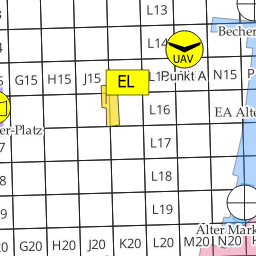 L13
Becher
L14
UAV
G15 H15 J15 EL Punkt A N15 P
L16
EA Alte
er-Platz
L17
L18
L19
Alter Mark
G20 H20 J20 K20 L20 M20 N20 H